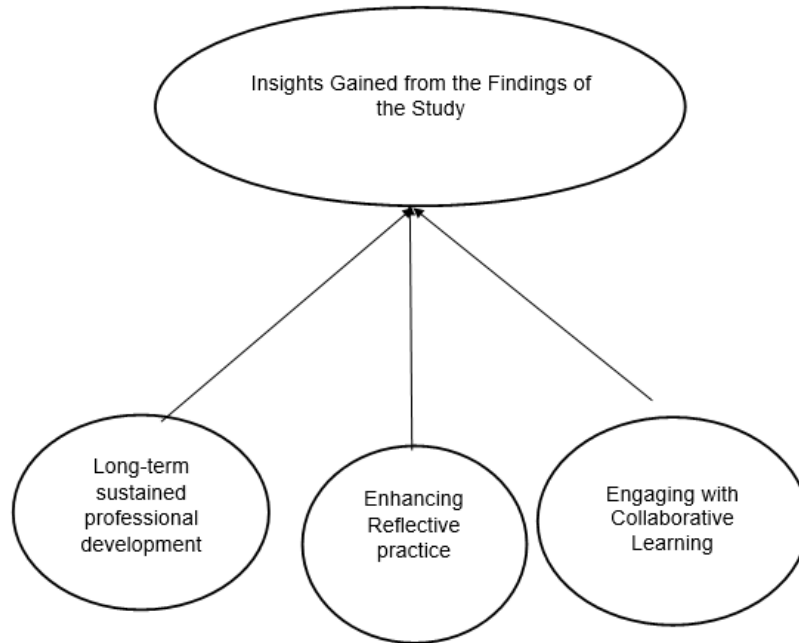 Insights Gained from the Findings of
the Study
Long-term
sustained
professional
development
Enhancing
Reflective
practice
Engaging with
Collaborative
Learning